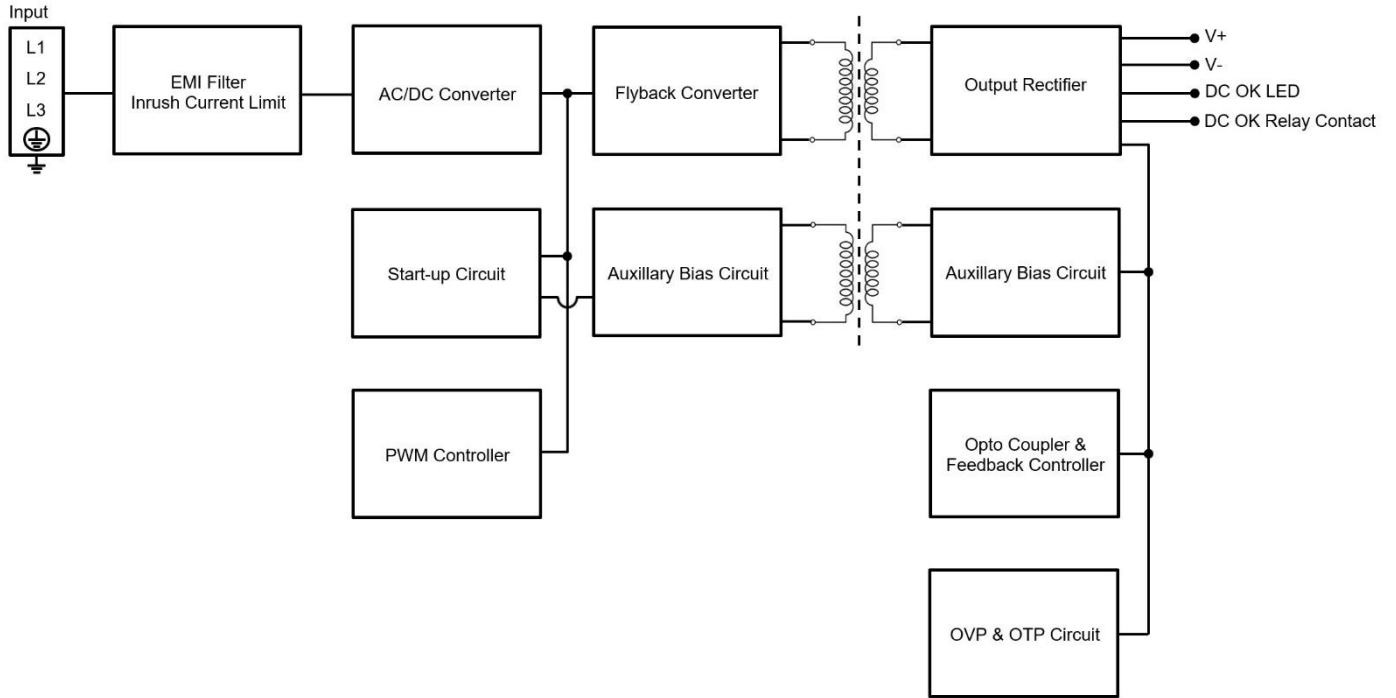 Input
L1
L2
L3
EMI Filter
Inrush Current Limit
AC/DC Converter
Flyback Converter
Output Rectifier
V+
V-
DC OK LED
DC OK Relay Contact
Start-up Circuit
Auxillary Bias Circuit
Auxillary Bias Circuit
PWM Controller
Opto Coupler &
Feedback Controller
OVP & OTP Circuit